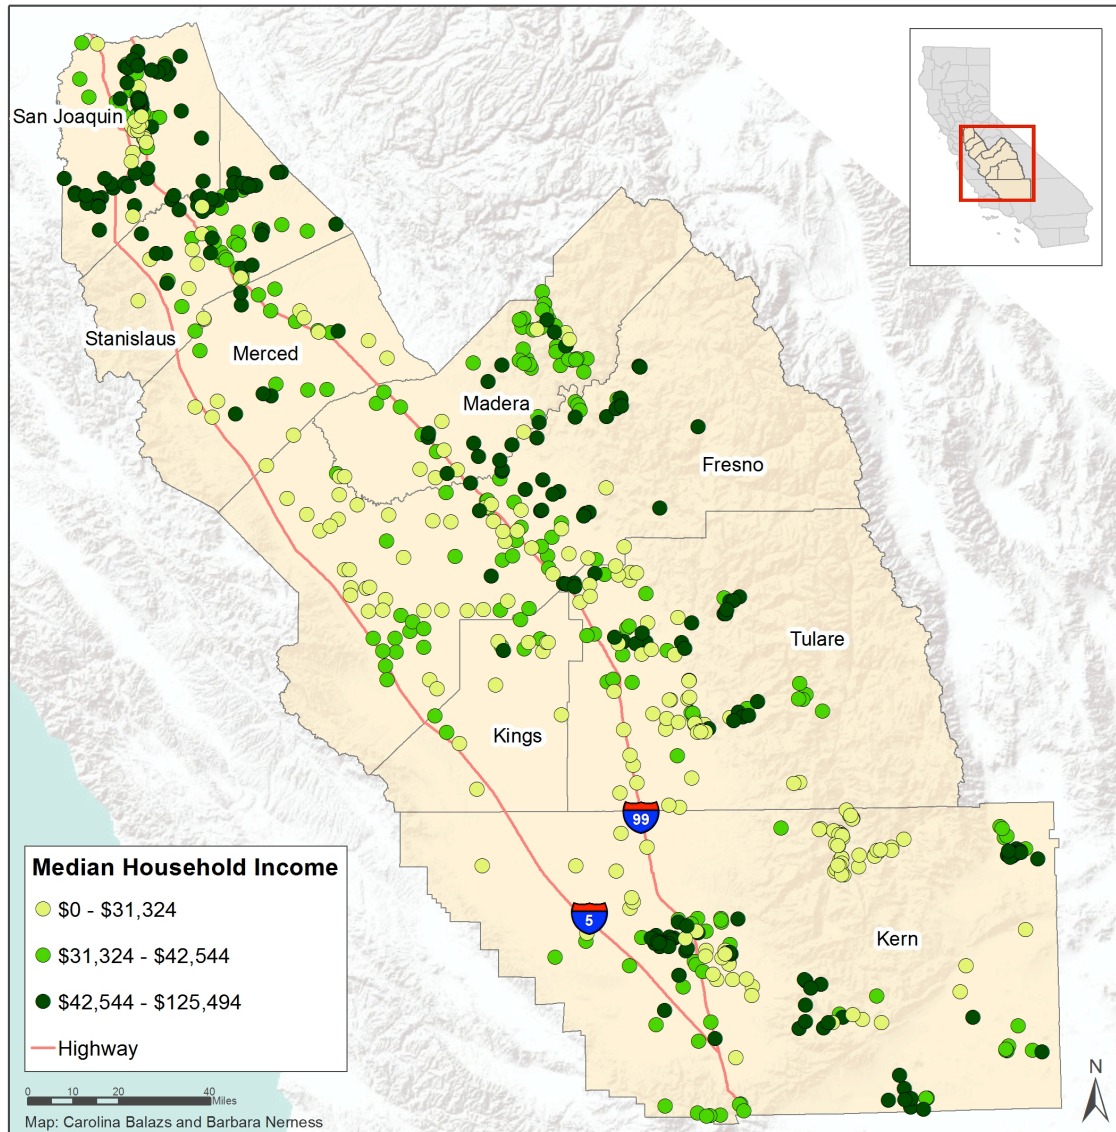 San Joaquin
Stanislaus
Merced
Madera
Fresno
Tulare
Kings
99
5
Kern
Median Household Income
$0 - $31,324
$31,324 - $42,544
$42,544 - $125,494
Highway
0 10 20 40
Miles
Map: Carolina Balazs and Barbara Nerness
N